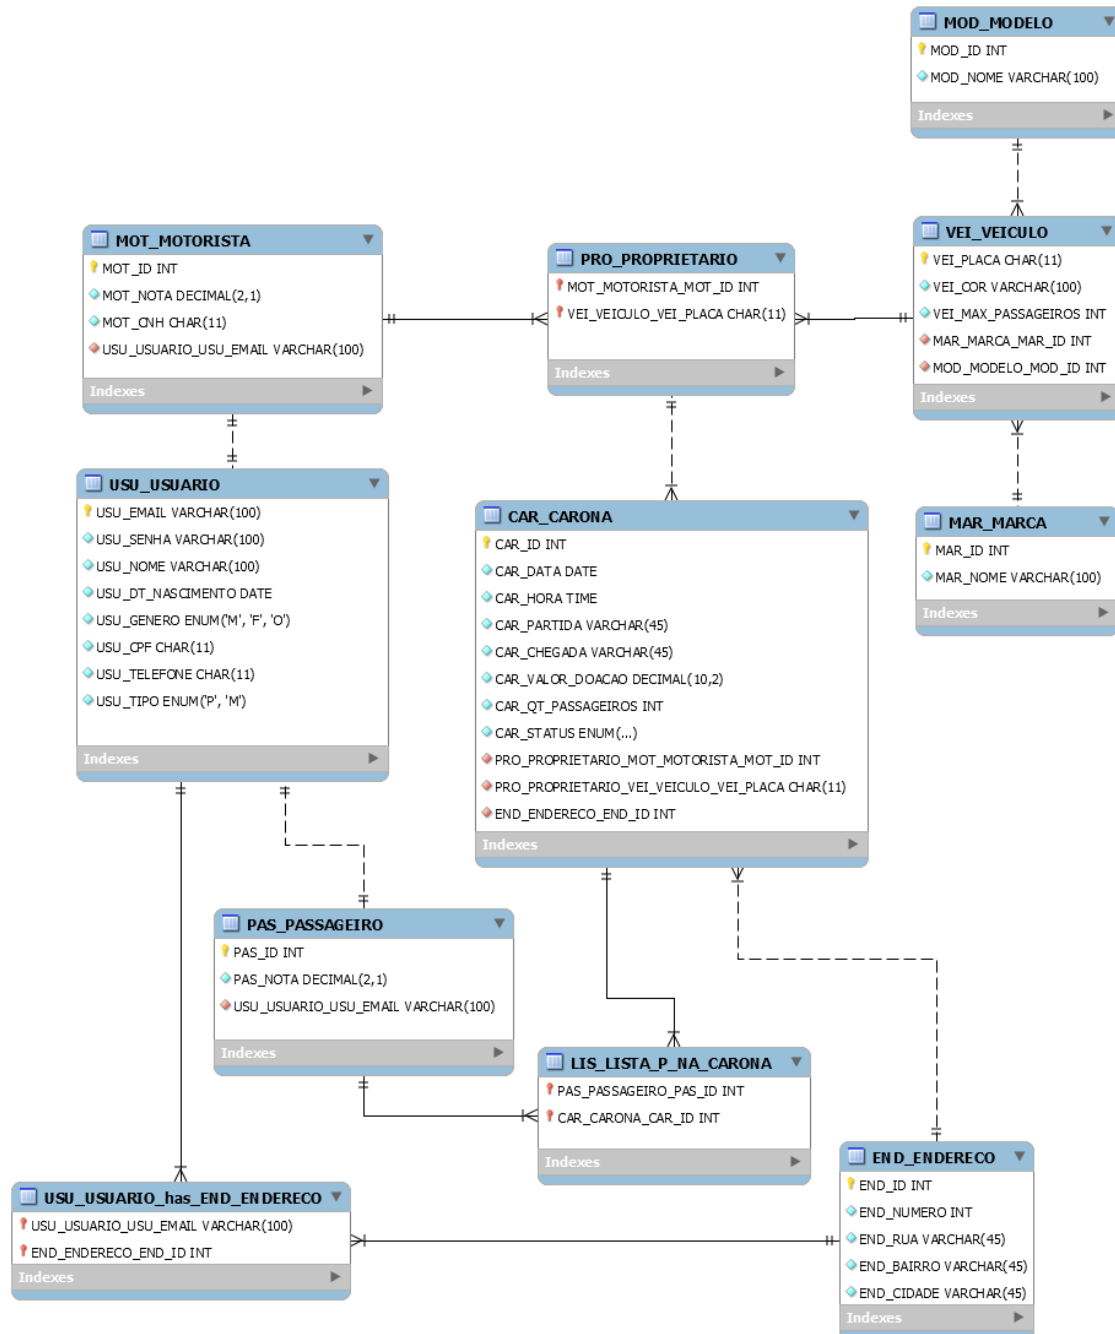 MOD_MODELO
MOD_ID INT
MOD_NOME VARCHAR(100)
Indexes
MOT_MOTORISTA
MOT_ID INT
MOT_NOTA DECIMAL(2,1)
MOT_CNH CHAR(11)
USU_USUARIO_USU_EMAIL VARCHAR(100)
Indexes
PRO_PROPRIETARIO
MOT_MOTORISTA_MOT_ID INT
VEI_VEICULO_VEI_PLACA CHAR(11)
Indexes
VEI_VEICULO
VEI_PLACA CHAR(11)
VEI_COR VARCHAR(100)
VEI_MAX_PASSAGEIROS INT
MAR_MARCA_MAR_ID INT
MOD_MODELO_MOD_ID INT
Indexes
USU_USUARIO
USU_EMAIL VARCHAR(100)
USU_SENHA VARCHAR(100)
USU_NOME VARCHAR(100)
USU_DT_NASCIMENTO DATE
USU_GENERO ENUM('M', 'F', 'O')
USU_CPF CHAR(11)
USU_TELEFONE CHAR(11)
USU_TIPO ENUM('P', 'M')
Indexes
CAR_CARONA
CAR_ID INT
CAR_DATA DATE
CAR_HORA TIME
CAR_PARTIDA VARCHAR(45)
CAR_CHEGADA VARCHAR(45)
CAR_VALOR_DOACAO DECIMAL(10,2)
CAR_QT_PASSAGEIROS INT
CAR_STATUS ENUM(...)
PRO_PROPRIETARIO_MOT_MOTORISTA_MOT_ID INT
PRO_PROPRIETARIO_VEI_VEICULO_VEI_PLACA CHAR(11)
END_ENDERECO_END_ID INT
Indexes
MAR_MARCA
MAR_ID INT
MAR_NOME VARCHAR(100)
Indexes
PAS_PASSAGEIRO
PAS_ID INT
PAS_NOTA DECIMAL(2,1)
USU_USUARIO_USU_EMAIL VARCHAR(100)
Indexes
LIS_LISTA_P_NA_CARONA
PAS_PASSAGEIRO_PAS_ID INT
CAR_CARONA_CAR_ID INT
Indexes
USU_USUARIO_has_END_ENDERECO
USU_USUARIO_USU_EMAIL VARCHAR(100)
END_ENDERECO_END_ID INT
Indexes
END_ENDERECO
END_ID INT
END_NUMERO INT
END_RUA VARCHAR(45)
END_BAIRRO VARCHAR(45)
END_CIDADE VARCHAR(45)
Indexes